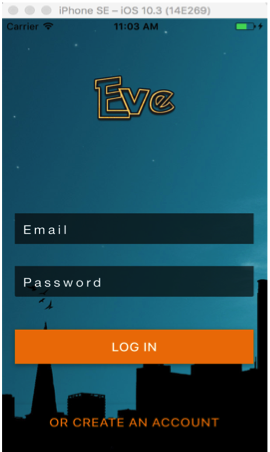 iPhone SE – iOS 10.3 (14E269)
Carrier 11:03 AM
Eve
Email
Password
LOG IN
OR CREATE AN ACCOUNT